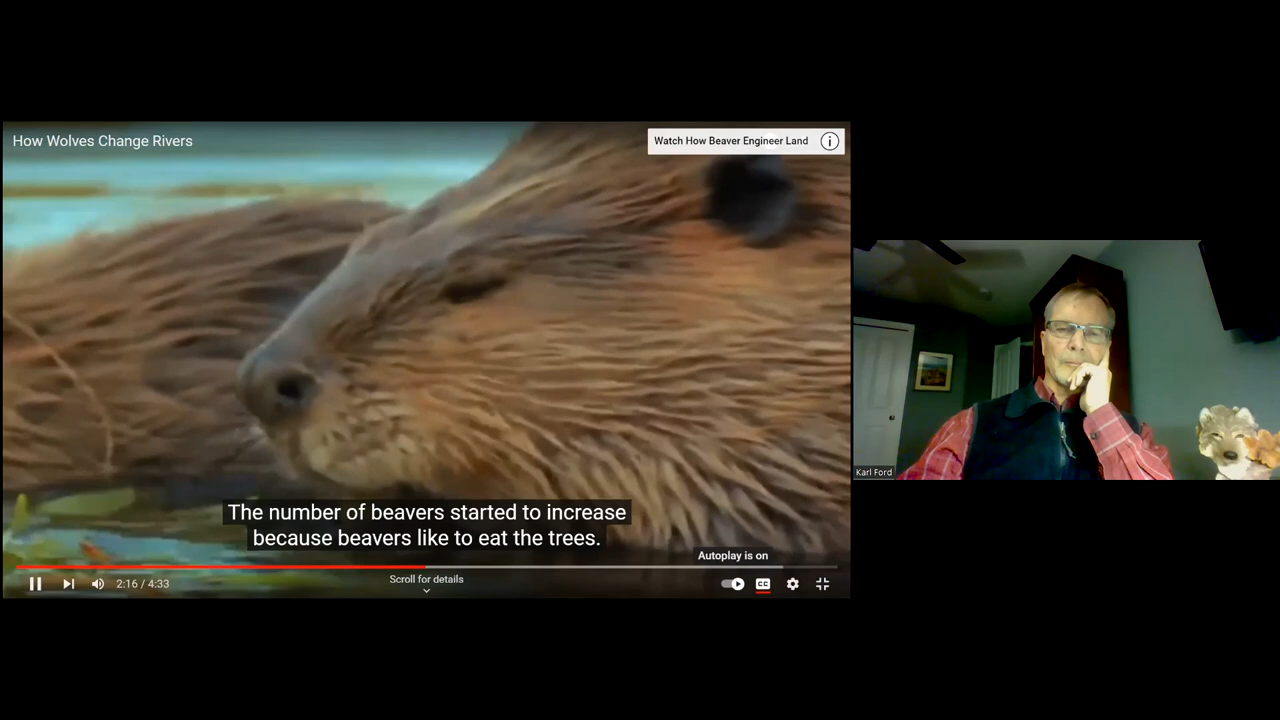 How Wolves Change Rivers
Watch How Beaver Engineer Land
The number of beavers started to increase
because beavers like to eat the trees.
Autoplay is on
2:16 / 4:33
Scroll for details
CC
Karl Ford